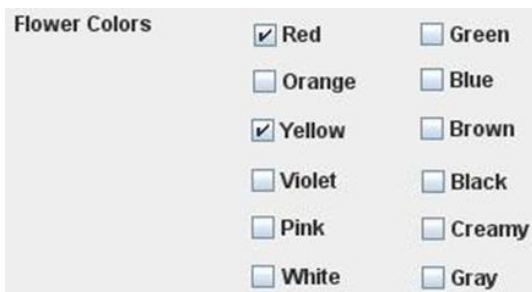 Flower Colors
Red Green
Orange Blue
Yellow Brown
Violet Black
Pink Creamy
White Gray